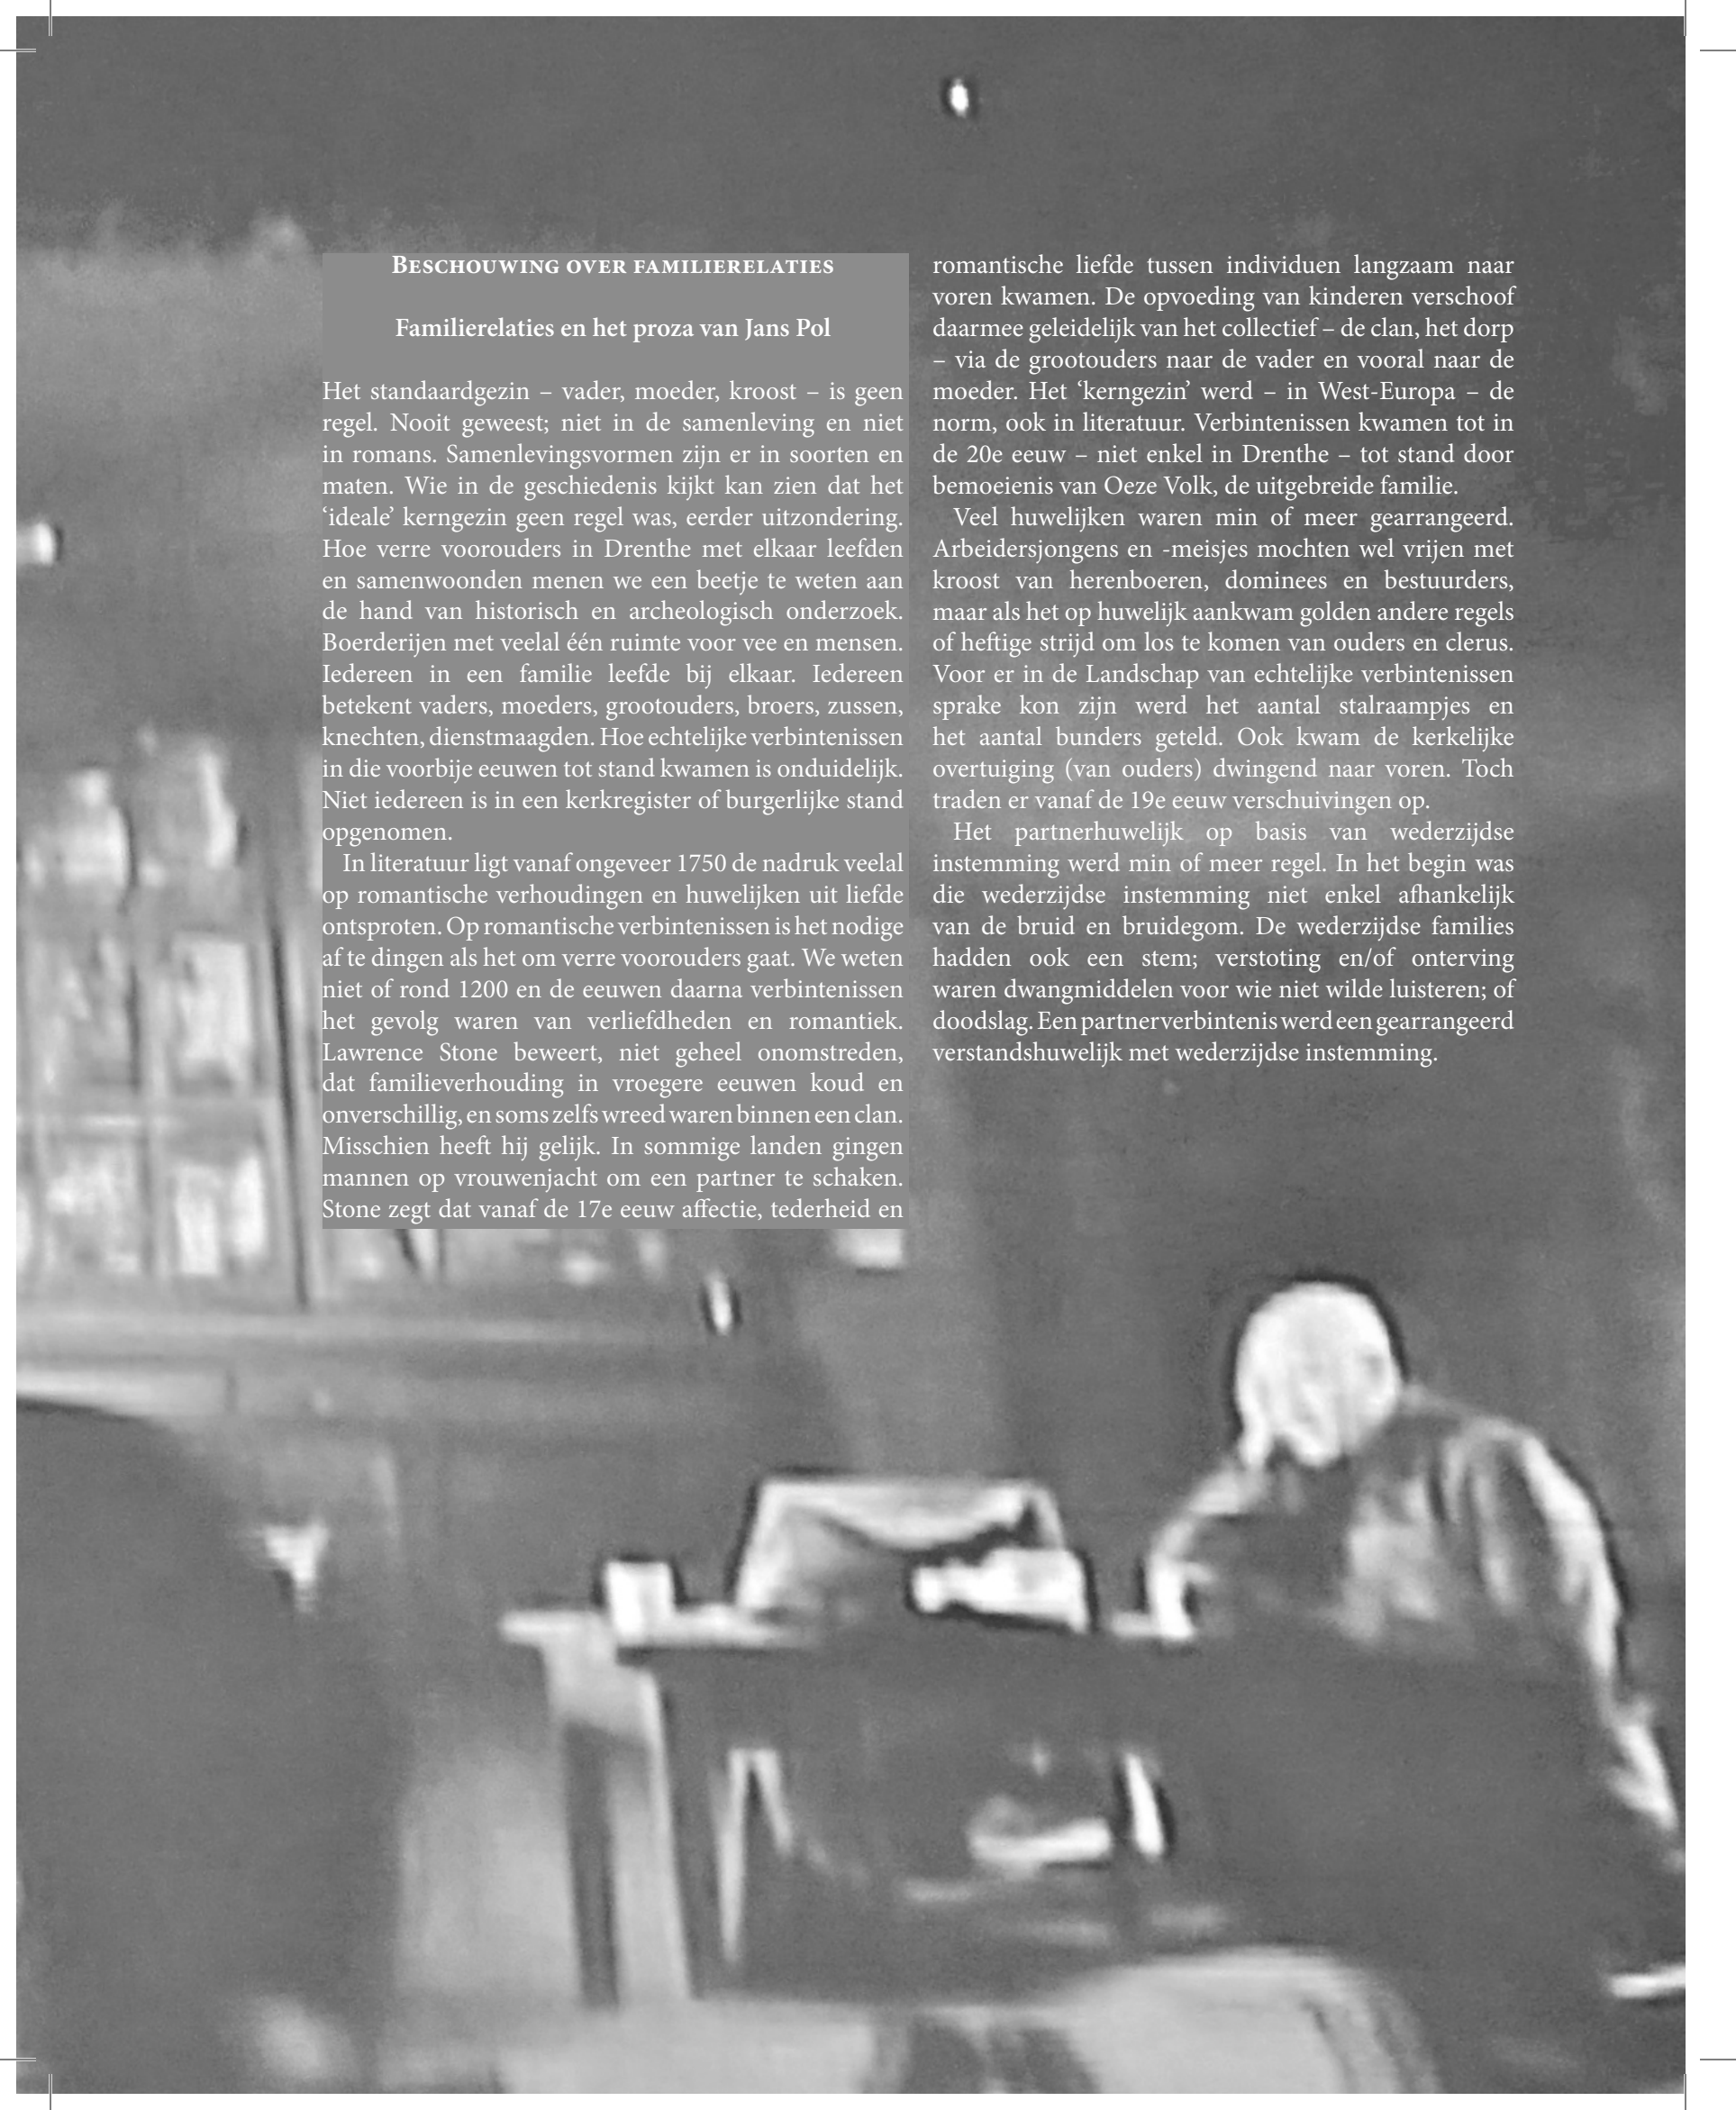 Beschouwing over familierelaties
Familierelaties en het proza van Jans Pol
Het standaardgezin – vader, moeder, kroost – is geen
regel. Nooit geweest; niet in de samenleving en niet
in romans. Samenlevingsvormen zijn er in soorten en
maten. Wie in de geschiedenis kijkt kan zien dat het
‘ideale’ kerngezin geen regel was, eerder uitzondering.
Hoe verre voorouders in Drenthe met elkaar leefden
en samenwoonden menen we een beetje te weten aan
de hand van historisch en archeologisch onderzoek.
Boerderijen met veelal één ruimte voor vee en mensen.
Iedereen in een familie leefde bij elkaar. Iedereen
betekent vaders, moeders, grootouders, broers, zussen,
knechten, dienstmaagden. Hoe echtelijke verbintenissen
in die voorbije eeuwen tot stand kwamen is onduidelijk.
Niet iedereen is in een kerkregister of burgerlijke stand
opgenomen.
In literatuur ligt vanaf ongeveer 1750 de nadruk veelal
op romantische verhoudingen en huwelijken uit liefde
ontsproten. Op romantische verbintenissen is het nodige
af te dingen als het om verre voorouders gaat. We weten
niet of rond 1200 en de eeuwen daarna verbintenissen
het gevolg waren van verliefdheden en romantiek.
Lawrence Stone beweert, niet geheel onomstreden,
dat familieverhouding in vroegere eeuwen koud en
onverschillig, en soms zelfs wreed waren binnen een clan.
Misschien heeft hij gelijk. In sommige landen gingen
mannen op vrouwenjacht om een partner te schaken.
Stone zegt dat vanaf de 17e eeuw affectie, tederheid en
romantische liefde tussen individuen langzaam naar
voren kwamen. De opvoeding van kinderen verschoof
daarmee geleidelijk van het collectief – de clan, het dorp
– via de grootouders naar de vader en vooral naar de
moeder. Het ‘kerngezin’ werd – in West-Europa – de
norm, ook in literatuur. Verbintenissen kwamen tot in
de 20e eeuw – niet enkel in Drenthe – tot stand door
bemoeienis van Oeze Volk, de uitgebreide familie.
Veel huwelijken waren min of meer gearrangeerd.
Arbeidersjongens en -meisjes mochten wel vrijen met
kroost van herenboeren, dominees en bestuurders,
maar als het op huwelijk aankwam golden andere regels
of heftige strijd om los te komen van ouders en clerus.
Voor er in de Landschap van echtelijke verbintenissen
sprake kon zijn werd het aantal stalraampjes en
het aantal bunders geteld. Ook kwam de kerkelijke
overtuiging (van ouders) dwingend naar voren. Toch
traden er vanaf de 19e eeuw verschuivingen op.
Het partnerhuwelijk op basis van wederzijdse
instemming werd min of meer regel. In het begin was
die wederzijdse instemming niet enkel afhankelijk
van de bruid en bruidegom. De wederzijdse families
hadden ook een stem; verstoting en/of onterving
waren dwangmiddelen voor wie niet wilde luisteren; of
doodslag. Een partnerverbintenis werd een gearrangeerd
verstandshuwelijk met wederzijdse instemming.